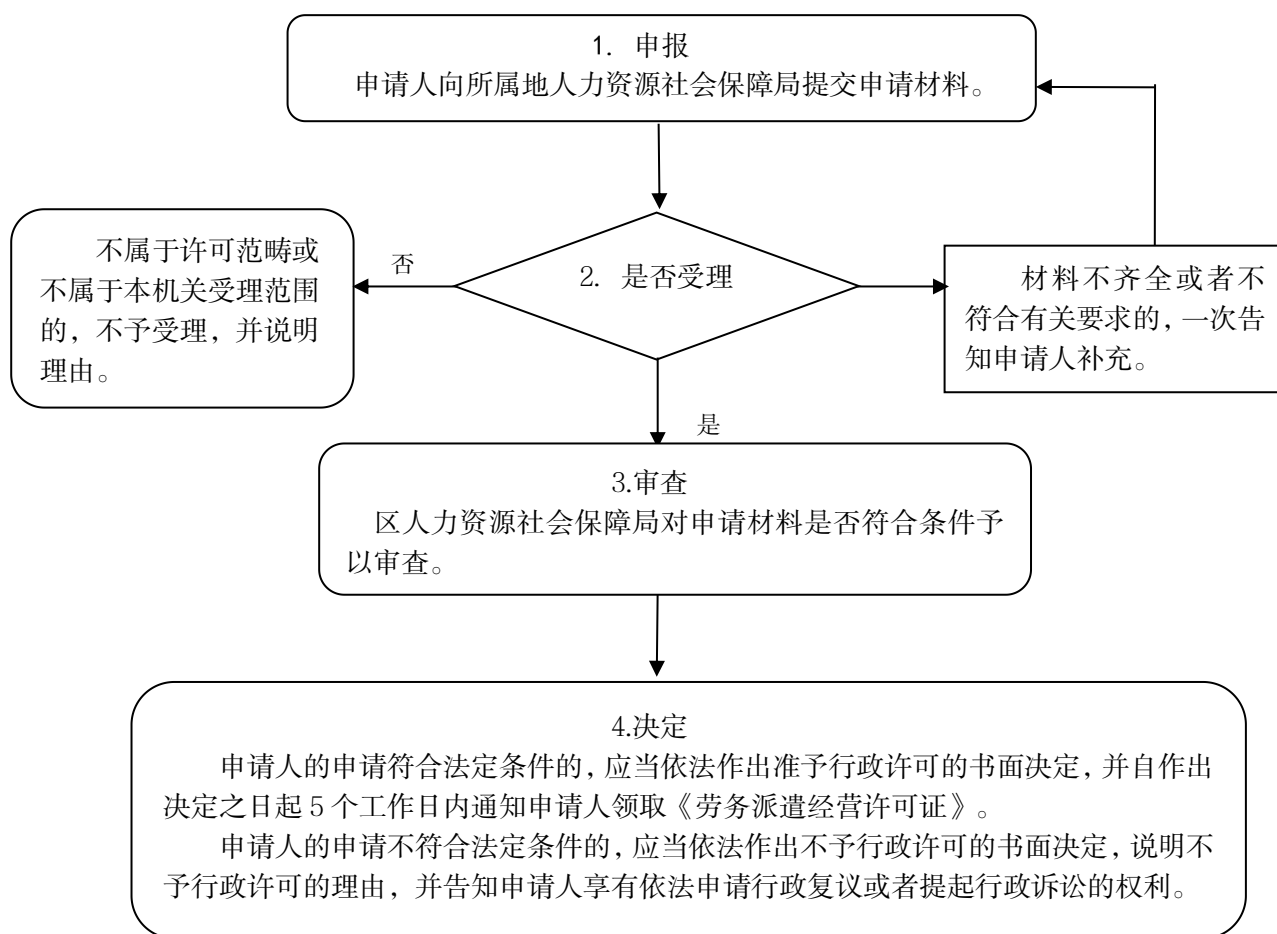 1. 申报
申请人向所属地人力资源社会保障局提交申请材料。
不属于许可范畴或
不属于本机关受理范围
的，不予受理，并说明
理由。
否
2. 是否受理
材料不齐全或者不
符合有关要求的，一次告
知申请人补充。
是
3.审查
区人力资源社会保障局对申请材料是否符合条件予
以审查。
4.决定
申请人的申请符合法定条件的，应当依法作出准予行政许可的书面决定，并自作出
决定之日起 5 个工作日内通知申请人领取《劳务派遣经营许可证》。
申请人的申请不符合法定条件的，应当依法作出不予行政许可的书面决定，说明不
予行政许可的理由，并告知申请人享有依法申请行政复议或者提起行政诉讼的权利。